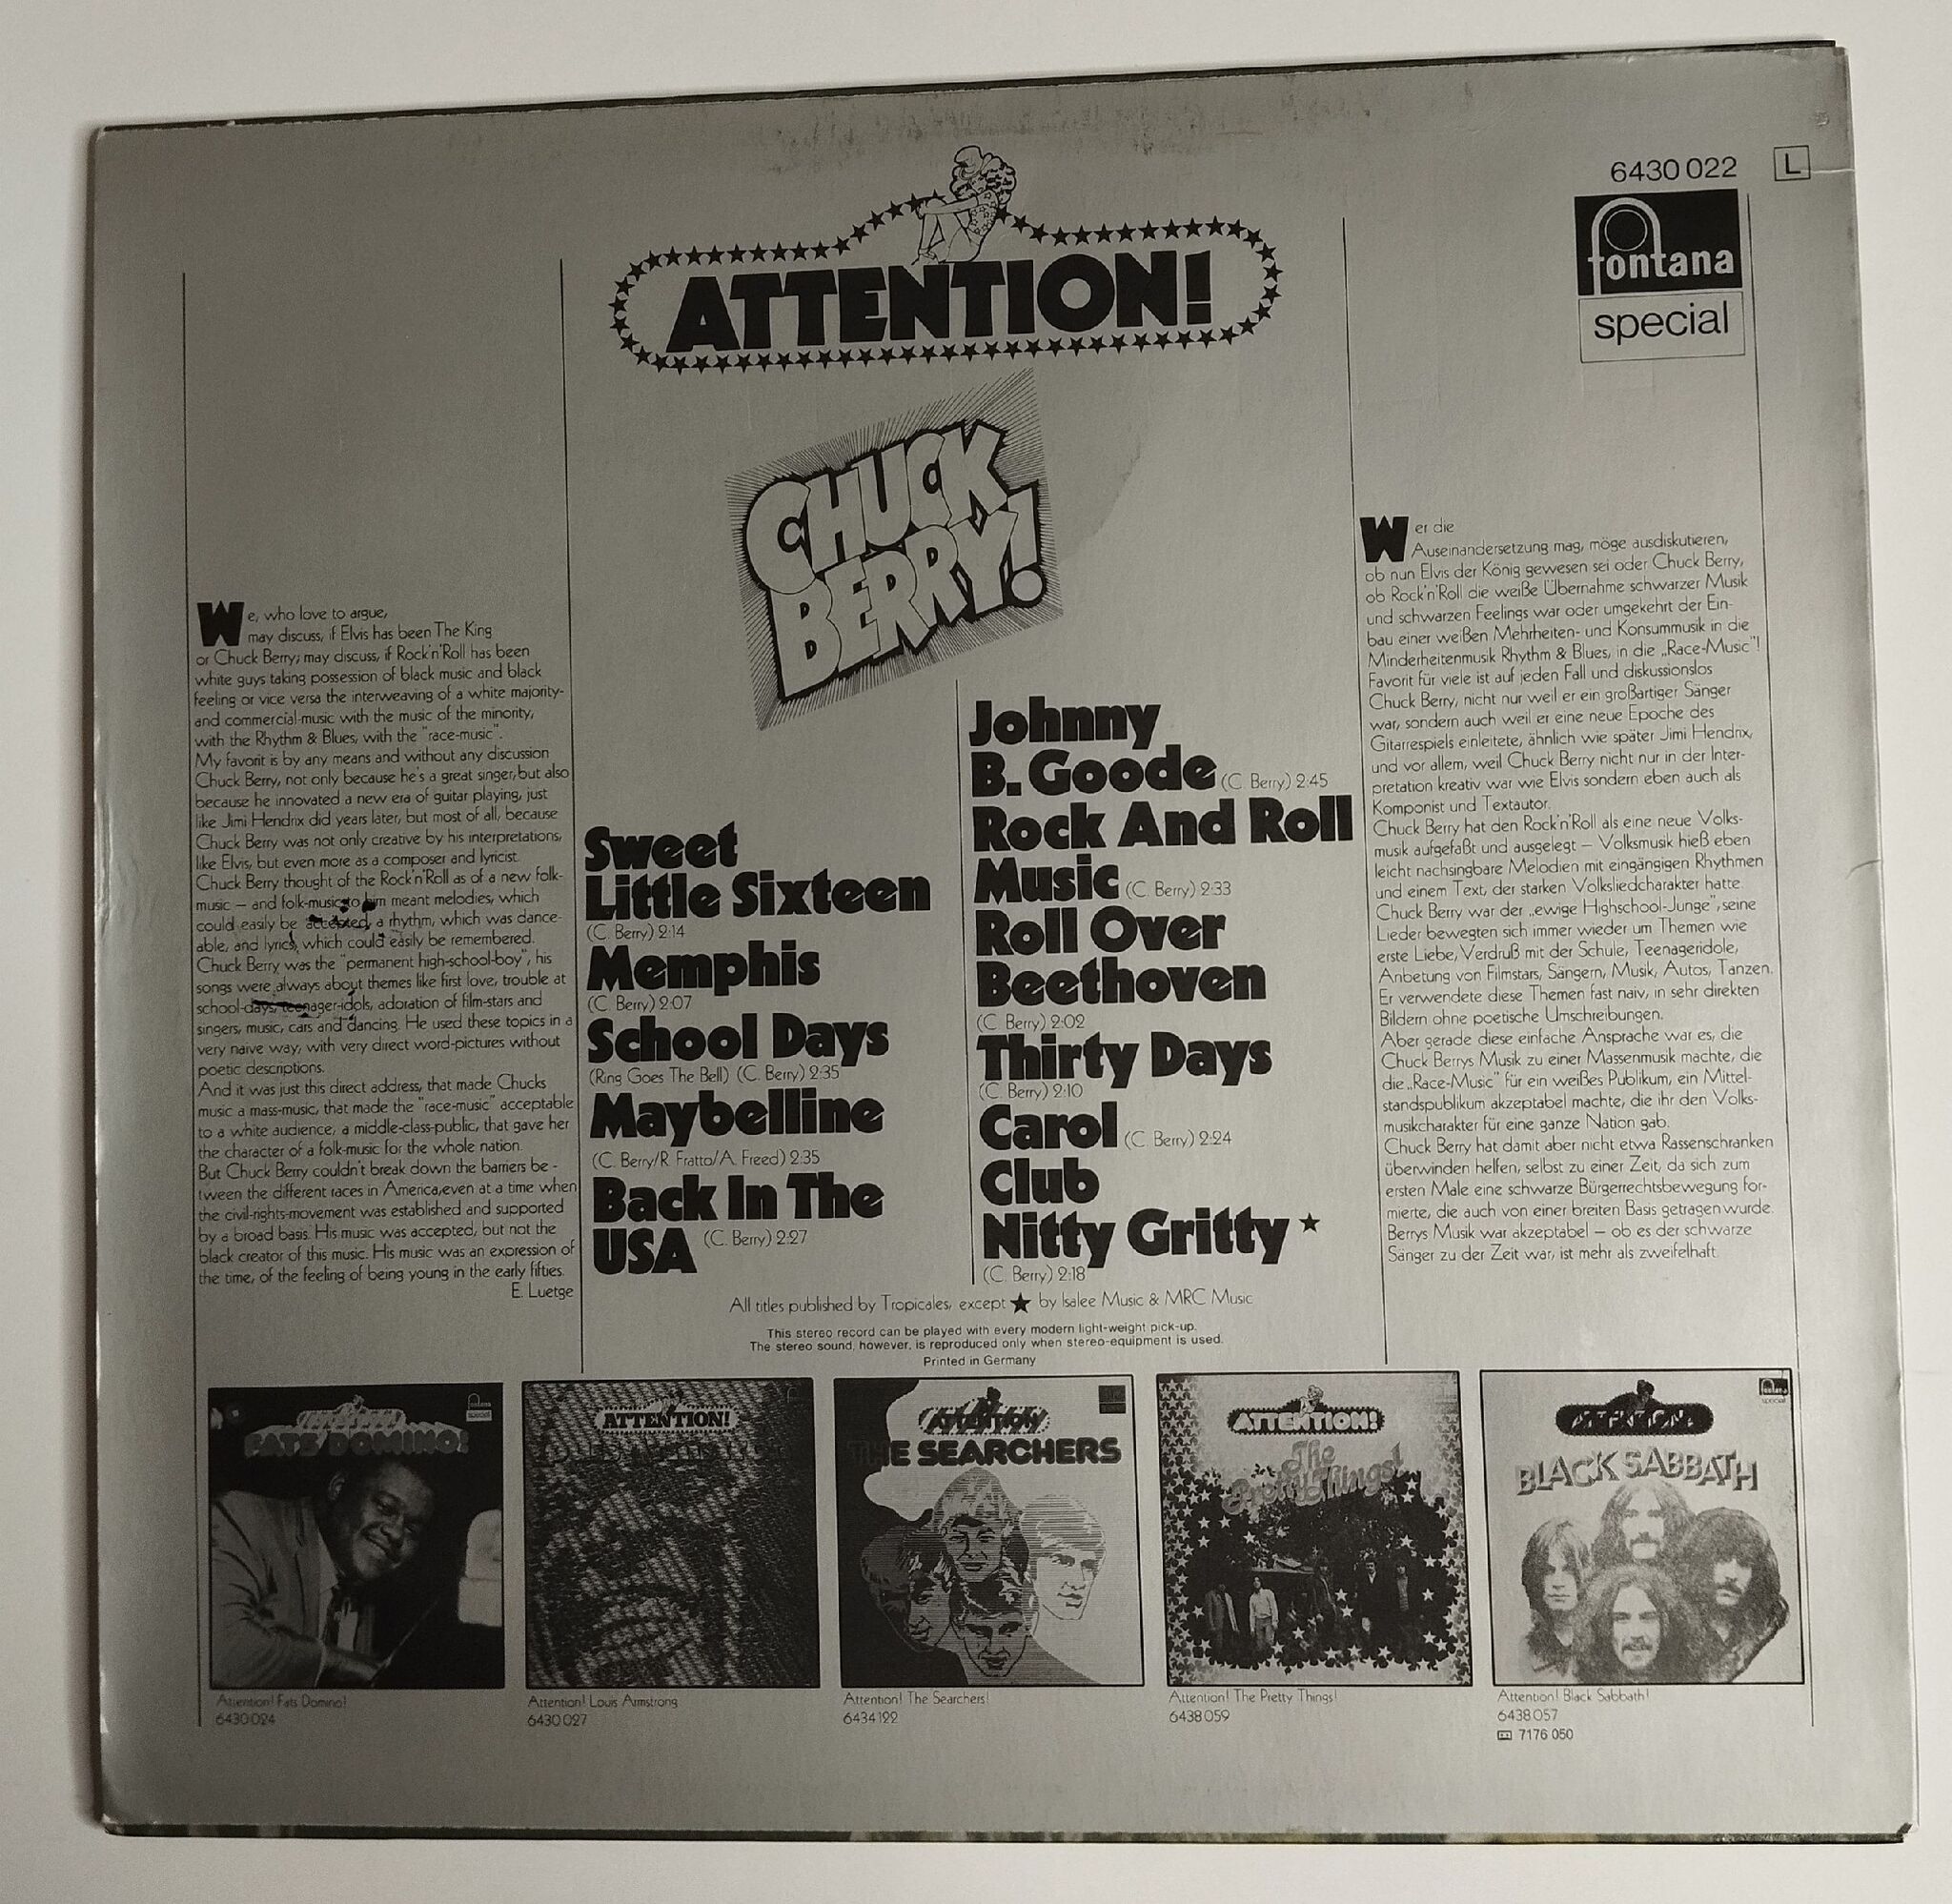 6430 022
L
fontana
special
ATTENTION!
CHUCK
BERRY!
We, who love to argue,
may discuss, if Elvis has been The King
or Chuck Berry; may discuss, if Rock'n'Roll has been
white guys taking possession of black music and black
feeling or vice versa the interweaving of a white majority-
and commercial-music with the music of the minority,
with the Rhythm & Blues, with the "race-music".
My favorit is by any means and without any discussion
Chuck Berry, not only because he's a great singer, but also
because he innovated a new era of guitar playing, just
like Jimi Hendrix did years later, but most of all, because
Chuck Berry was not only creative by his interpretations,
like Elvis, but even more as a composer and lyricist.
Chuck Berry thought of the Rock'n'Roll as of a new folk-
music — and folk-music to him meant melodies, which
could easily be accepted, a rhythm, which was dance-
able, and lyrics, which could easily be remembered.
Chuck Berry was the "permanent high-school-boy", his
songs were always about themes like first love, trouble at
school-days, teenager-idols, adoration of film-stars and
singers, music, cars and dancing. He used these topics in a
very naive way, with very direct word-pictures without
poetic descriptions.
And it was just this direct address, that made Chucks
music a mass-music, that made the "race-music" acceptable
to a white audience, a middle-class-public, that gave her
the character of a folk-music for the whole nation.
But Chuck Berry couldn't break down the barriers be -
tween the different races in America, even at a time when
the civil-rights-movement was established and supported
by a broad basis. His music was accepted, but not the
black creator of this music. His music was an expression of
the time, of the feeling of being young in the early fifties.
E. Luetge
Sweet
Little Sixteen
(C. Berry) 2:14
Memphis
(C. Berry) 2:07
School Days
(Ring Goes The Bell) (C. Berry) 2:35
Maybelline
(C. Berry/R. Fratto/A. Freed) 2:35
Back In The
USA (C. Berry) 2:27
Johnny
B. Goode (C. Berry) 2:45
Rock And Roll
Music (C. Berry) 2:33
Roll Over
Beethoven
(C. Berry) 2:02
Thirty Days
(C. Berry) 2:10
Carol (C. Berry) 2:24
Club
Nitty Gritty ★
(C. Berry) 2:18
All titles published by Tropicales, except ★ by Isalee Music & MRC Music
This stereo record can be played with every modern light-weight pick-up.
The stereo sound, however, is reproduced only when stereo-equipment is used.
Printed in Germany
Wer die
Auseinandersetzung mag, möge ausdiskutieren,
ob nun Elvis der König gewesen sei oder Chuck Berry,
ob Rock'n'Roll die weiße Übernahme schwarzer Musik
und schwarzen Feelings war oder umgekehrt der Ein-
bau einer weißen Mehrheiten- und Konsummusik in die
Minderheitenmusik Rhythm & Blues, in die „Race-Music"!
Favorit für viele ist auf jeden Fall und diskussionslos
Chuck Berry, nicht nur weil er ein großartiger Sänger
war, sondern auch weil er eine neue Epoche des
Gitarrespiels einleitete, ähnlich wie später Jimi Hendrix,
und vor allem, weil Chuck Berry nicht nur in der Inter-
pretation kreativ war wie Elvis sondern eben auch als
Komponist und Textautor.
Chuck Berry hat den Rock'n'Roll als eine neue Volks-
musik aufgefaßt und ausgelegt — Volksmusik hieß eben
leicht nachsingbare Melodien mit eingängigen Rhythmen
und einem Text, der starken Volksliedcharakter hatte.
Chuck Berry war der „ewige Highschool-Junge", seine
Lieder bewegten sich immer wieder um Themen wie
erste Liebe, Verdruß mit der Schule, Teenageridole,
Anbetung von Filmstars, Sängern, Musik, Autos, Tanzen.
Er verwendete diese Themen fast naiv, in sehr direkten
Bildern ohne poetische Umschreibungen.
Aber gerade diese einfache Ansprache war es, die
Chuck Berrys Musik zu einer Massenmusik machte, die
die „Race-Music" für ein weißes Publikum, ein Mittel-
standspublikum akzeptabel machte, die ihr den Volks-
musikcharakter für eine ganze Nation gab.
Chuck Berry hat damit aber nicht etwa Rassenschranken
überwinden helfen, selbst zu einer Zeit, da sich zum
ersten Male eine schwarze Bürgerrechtsbewegung for-
mierte, die auch von einer breiten Basis getragen wurde.
Berrys Musik war akzeptabel — ob es der schwarze
Sänger zu der Zeit war, ist mehr als zweifelhaft.
ATTENTION!
FATS DOMINO!
fontana
special
Attention! Fats Domino!
6430 024
ATTENTION!
Attention! Louis Armstrong
6430 027
ATTENTION!
THE SEARCHERS
Attention! The Searchers!
6434 122
ATTENTION!
The
Pretty Things!
Attention! The Pretty Things!
6438 059
ATTENTION!
BLACK SABBATH
fontana
special
Attention! Black Sabbath!
6438 057
7176 050